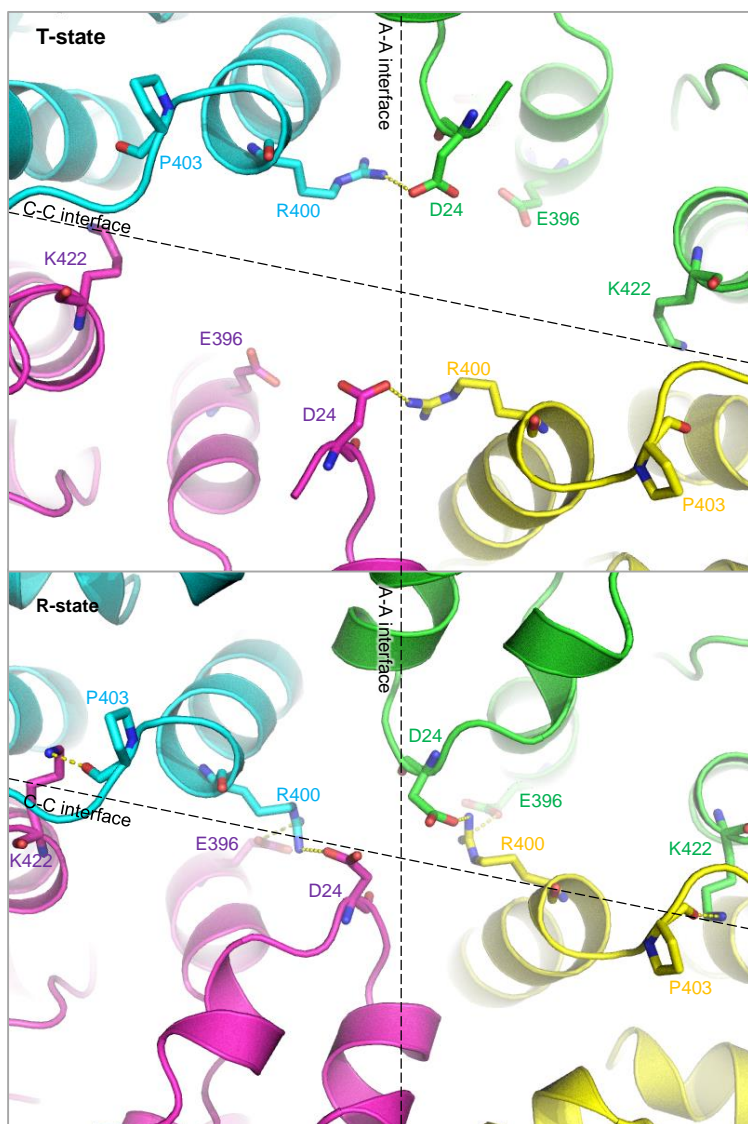 T-state
A-A interface
P403
R400
D24
E396
C-C interface
K422
K422
E396
R400
D24
P403
R-state
A-A interface
P403
D24
R400
E396
C-C interface
E396
R400
K422
K422
D24
P403